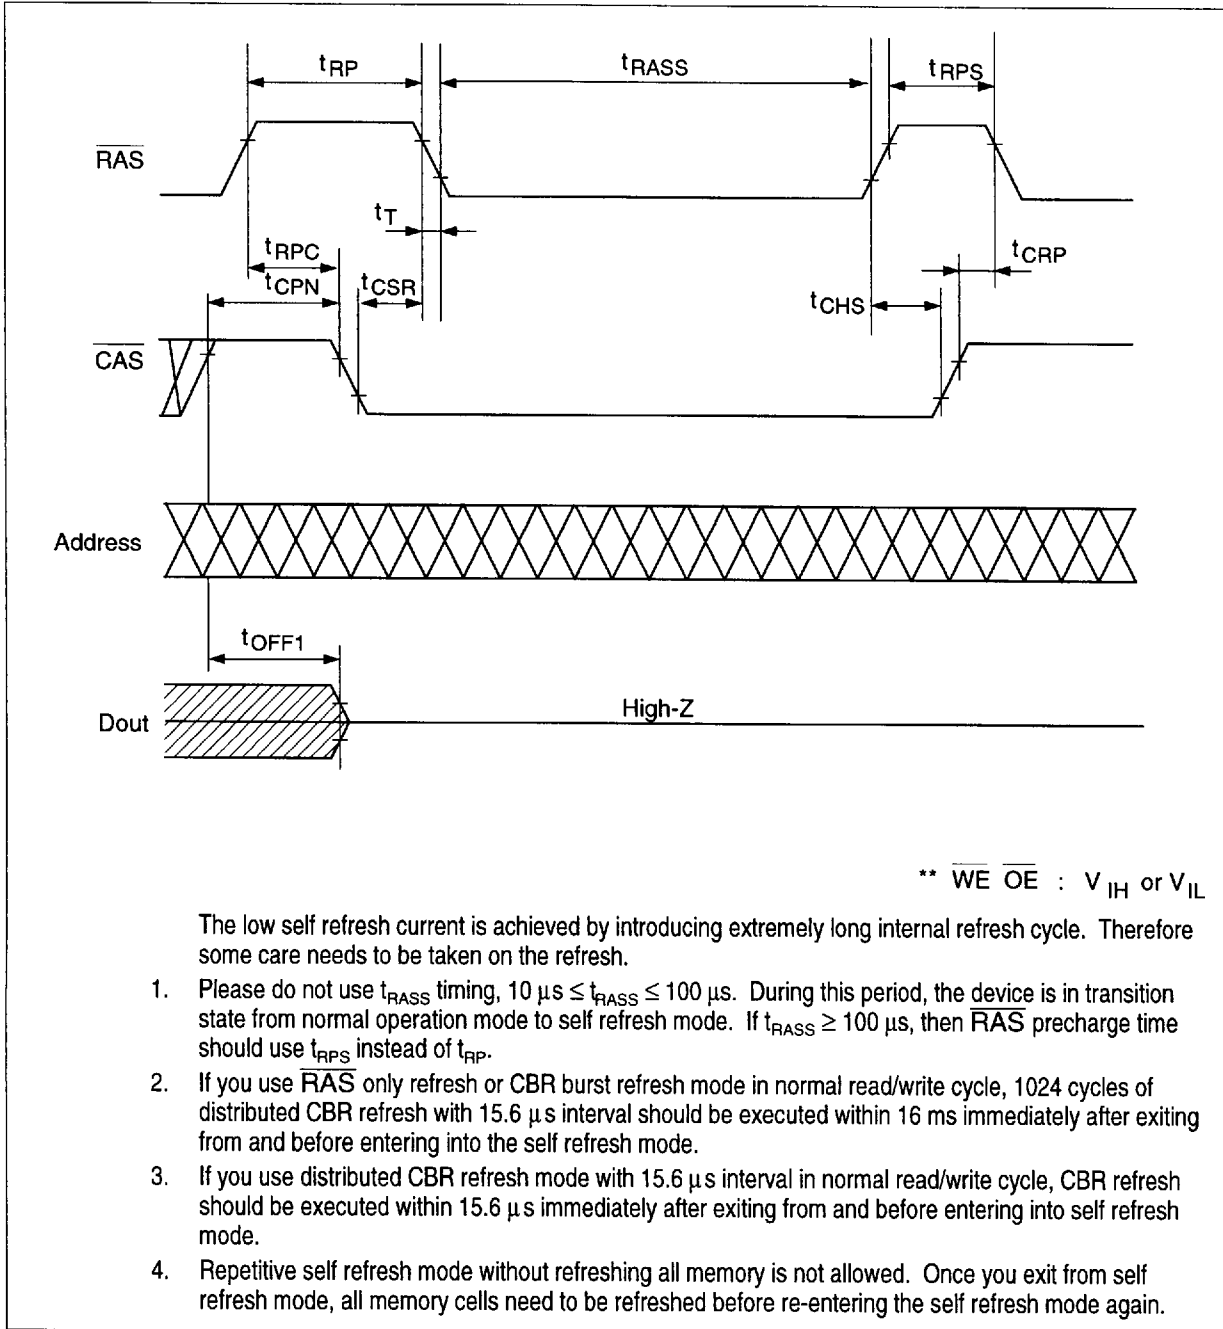 tRP tRASS tRPS
RAS
tT
tRPC tCRP
tCPN tCSR tCHS
CAS
Address
tOFF1
High-Z
Dout
** WE OE : V IH or VIL
The low self refresh current is achieved by introducing extremely long internal refresh cycle. Therefore
some care needs to be taken on the refresh.
1. Please do not use tRASS timing, 10 µs ≤ tRASS ≤ 100 µs. During this period, the device is in transition
state from normal operation mode to self refresh mode. If tRASS ≥ 100 µs, then RAS precharge time
should use tRPS instead of tRP.
2. If you use RAS only refresh or CBR burst refresh mode in normal read/write cycle, 1024 cycles of
distributed CBR refresh with 15.6 µs interval should be executed within 16 ms immediately after exiting
from and before entering into the self refresh mode.
3. If you use distributed CBR refresh mode with 15.6 µs interval in normal read/write cycle, CBR refresh
should be executed within 15.6 µs immediately after exiting from and before entering into self refresh
mode.
4. Repetitive self refresh mode without refreshing all memory is not allowed. Once you exit from self
refresh mode, all memory cells need to be refreshed before re-entering the self refresh mode again.